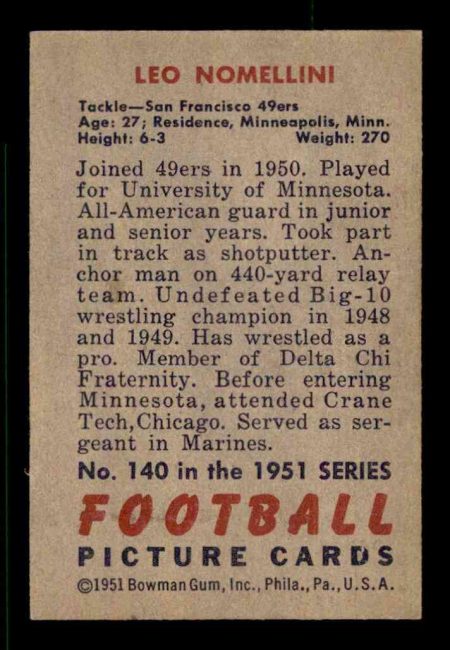 LEO NOMELLINI
Tackle—San Francisco 49ers
Age: 27; Residence, Minneapolis, Minn.
Height: 6-3 Weight: 270
Joined 49ers in 1950. Played
for University of Minnesota.
All-American guard in junior
and senior years. Took part
in track as shotputter. An-
chor man on 440-yard relay
team. Undefeated Big-10
wrestling champion in 1948
and 1949. Has wrestled as a
pro. Member of Delta Chi
Fraternity. Before entering
Minnesota, attended Crane
Tech,Chicago. Served as ser-
geant in Marines.
No. 140 in the 1951 SERIES
FOOTBALL
PICTURE CARDS
©1951 Bowman Gum, Inc., Phila., Pa., U.S.A.